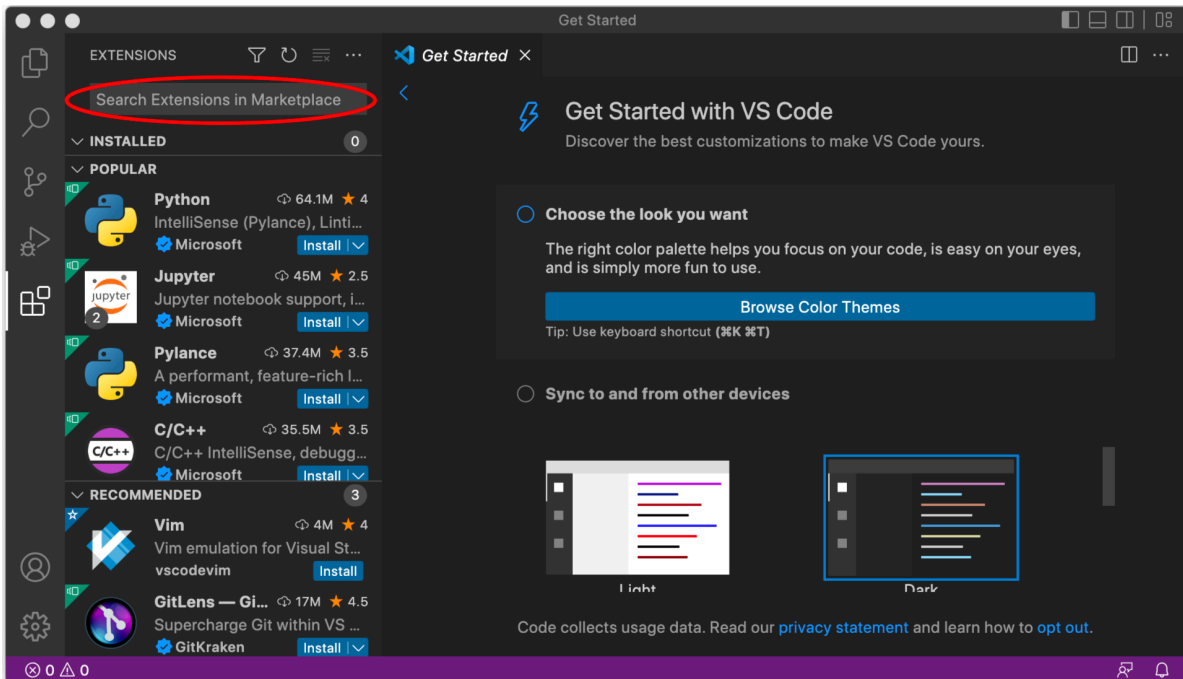 Get Started
EXTENSIONS
Search Extensions in Marketplace
INSTALLED 0
POPULAR
Python 64.1M ★ 4
IntelliSense (Pylance), Linti...
Microsoft Install
Jupyter 45M ★ 2.5
jupyter
Jupyter notebook support, i...
2
Microsoft Install
Pylance 37.4M ★ 3.5
A performant, feature-rich l...
Microsoft Install
C/C++ 35.5M ★ 3.5
C/C++
C/C++ IntelliSense, debugg...
Microsoft Install
RECOMMENDED 3
Vim 4M ★ 4
Vim emulation for Visual St...
vscodevim Install
GitLens — Gi... 17M ★ 4.5
Supercharge Git within VS ...
GitKraken Install
Get Started
Get Started with VS Code
Discover the best customizations to make VS Code yours.
Choose the look you want
The right color palette helps you focus on your code, is easy on your eyes,
and is simply more fun to use.
Browse Color Themes
Tip: Use keyboard shortcut (⌘K ⌘T)
Sync to and from other devices
Light Dark
Code collects usage data. Read our privacy statement and learn how to opt out.
0 0